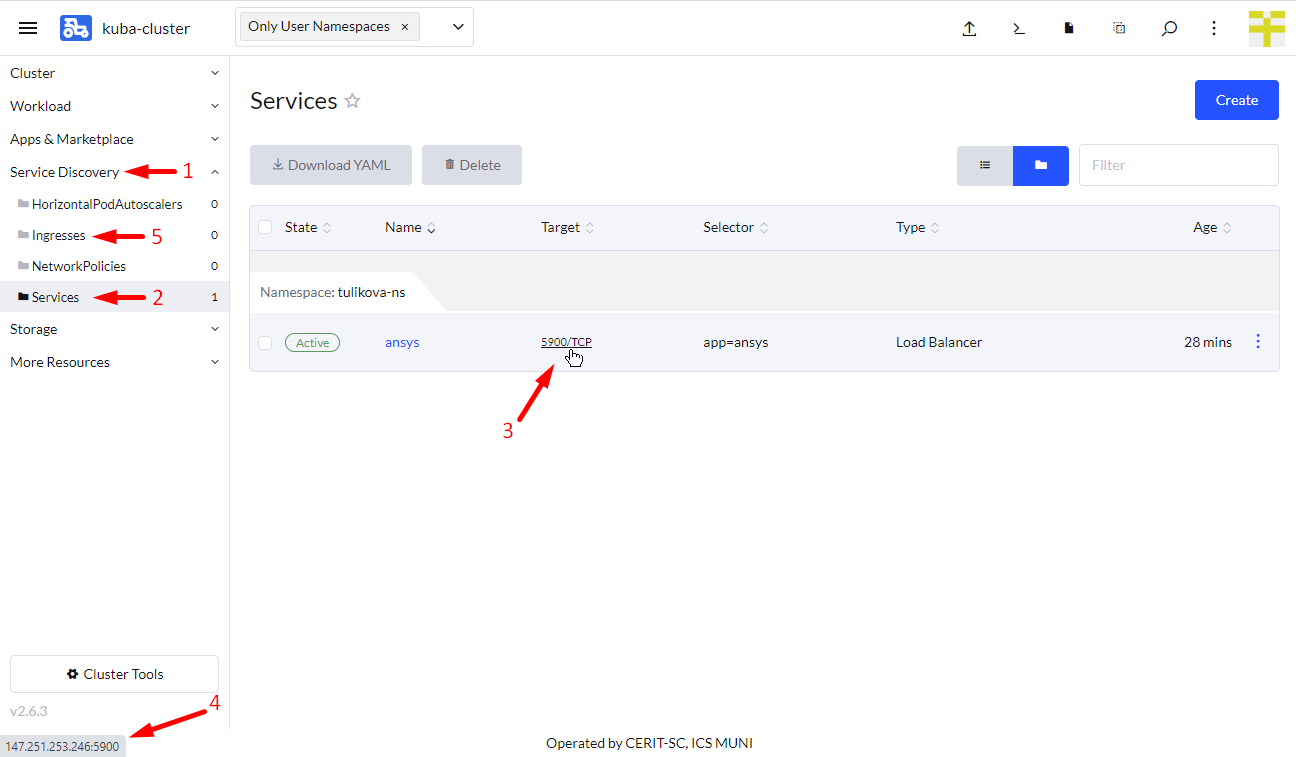 kuba-cluster
Only User Namespaces ×
Cluster
Workload
Apps & Marketplace
Service Discovery 1
HorizontalPodAutoscalers 0
Ingresses 5 0
NetworkPolicies 0
Services 2 1
Storage
More Resources
Cluster Tools
v2.6.3
4
147.251.253.246:5900
Services
Create
Download YAML Delete
Filter
State Name Target Selector Type Age
Namespace: tulikova-ns
Active ansys 5900/TCP app=ansys Load Balancer 28 mins
3
Operated by CERIT-SC, ICS MUNI